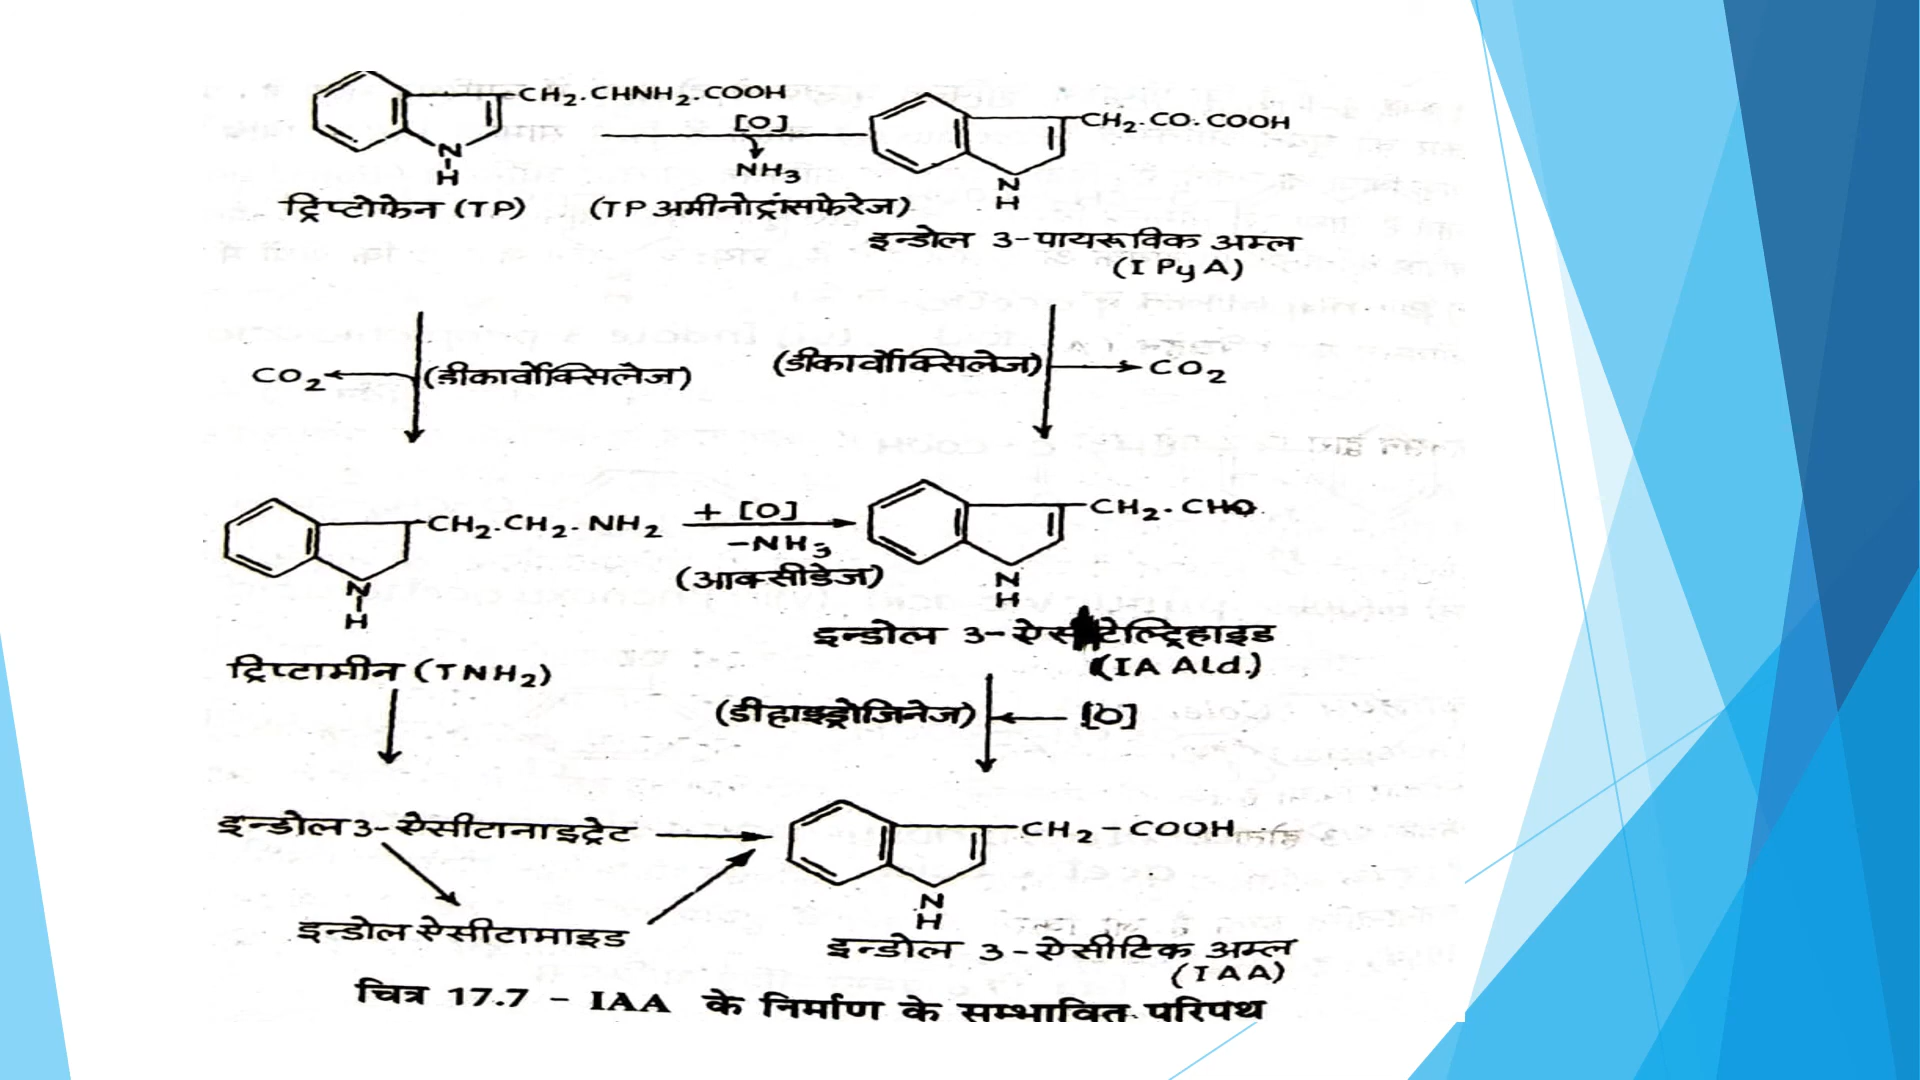 CH₂.CHNH₂.COOH
[O]
NH₃
N
H
ट्रिप्टोफेन (TP)
(TP अमीनोट्रांसफेरेज)
CH₂.CO.COOH
N
H
इन्डोल 3-पायरूविक अम्ल
(I Py A)
CO₂
(डीकार्वोक्सिलेज)
(डीकार्वोक्सिलेज)
CO₂
CH₂.CH₂.NH₂
+ [O]
-NH₃
(आक्सीडेज)
N
H
ट्रिप्टामीन (TNH₂)
CH₂.CHO
N
H
इन्डोल 3-
(IA Ald.)
(डीहाइड्रोजिनेज)
[O]
इन्डोल 3-ऐसीटानाइट्रेट
इन्डोल ऐसीटामाइड
CH₂-COOH
N
H
इन्डोल 3-ऐसीटिक अम्ल
(IAA)
चित्र 17.7 - IAA के निर्माण के सम्भावित परिपथ